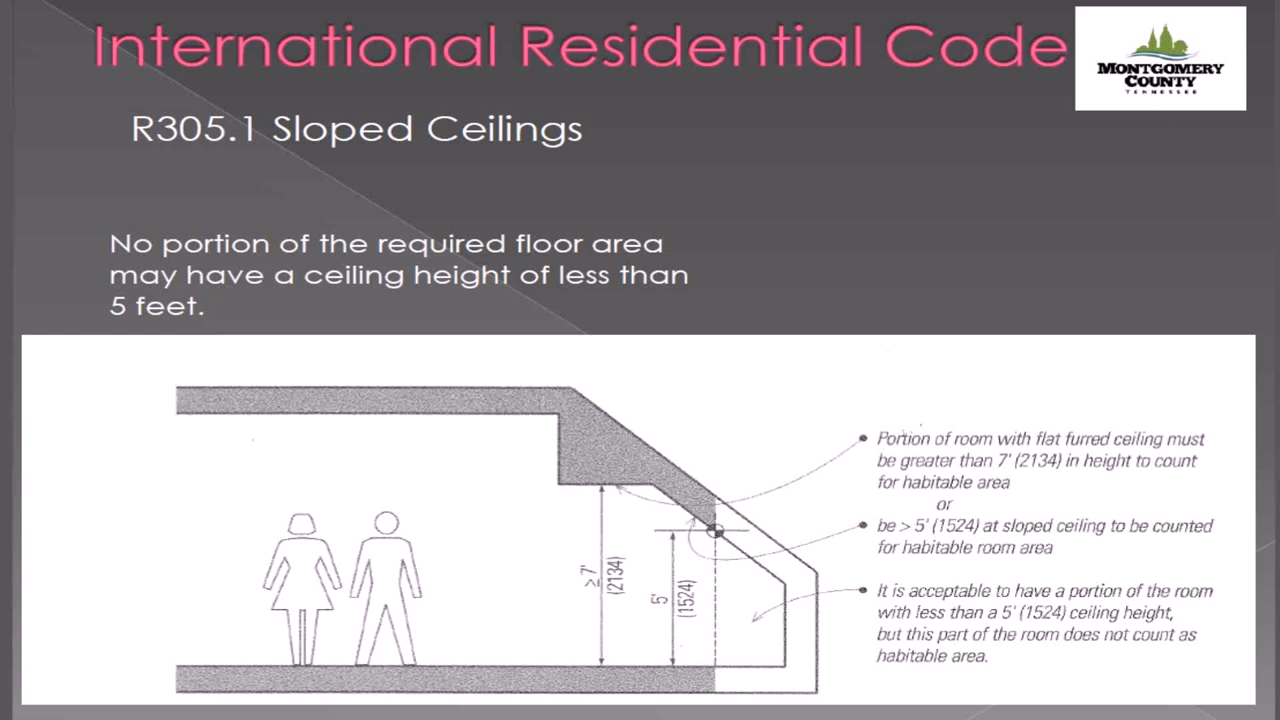 International Residential Code
MONTGOMERY
COUNTY
TENNESSEE
R305.1 Sloped Ceilings
No portion of the required floor area
may have a ceiling height of less than
5 feet.
Portion of room with flat furred ceiling must
be greater than 7' (2134) in height to count
for habitable area
or
be > 5' (1524) at sloped ceiling to be counted
for habitable room area
It is acceptable to have a portion of the room
with less than a 5' (1524) ceiling height,
but this part of the room does not count as
habitable area.
≥ 7'
(2134)
5'
(1524)